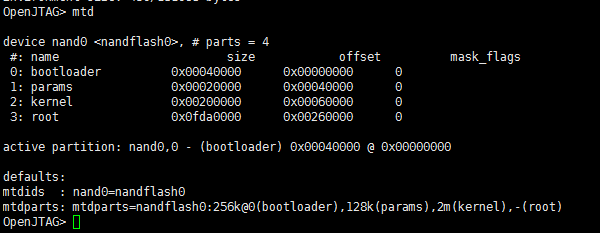 OpenJTAG> mtd
device nand0 <nandflash0>, # parts = 4
#: name size offset mask_flags
0: bootloader 0x00040000 0x00000000 0
1: params 0x00020000 0x00040000 0
2: kernel 0x00200000 0x00060000 0
3: root 0x0fda0000 0x00260000 0
active partition: nand0,0 - (bootloader) 0x00040000 @ 0x00000000
defaults:
mtdids : nand0=nandflash0
mtdparts: mtdparts=nandflash0:256k@0(bootloader),128k(params),2m(kernel),-(root)
OpenJTAG>